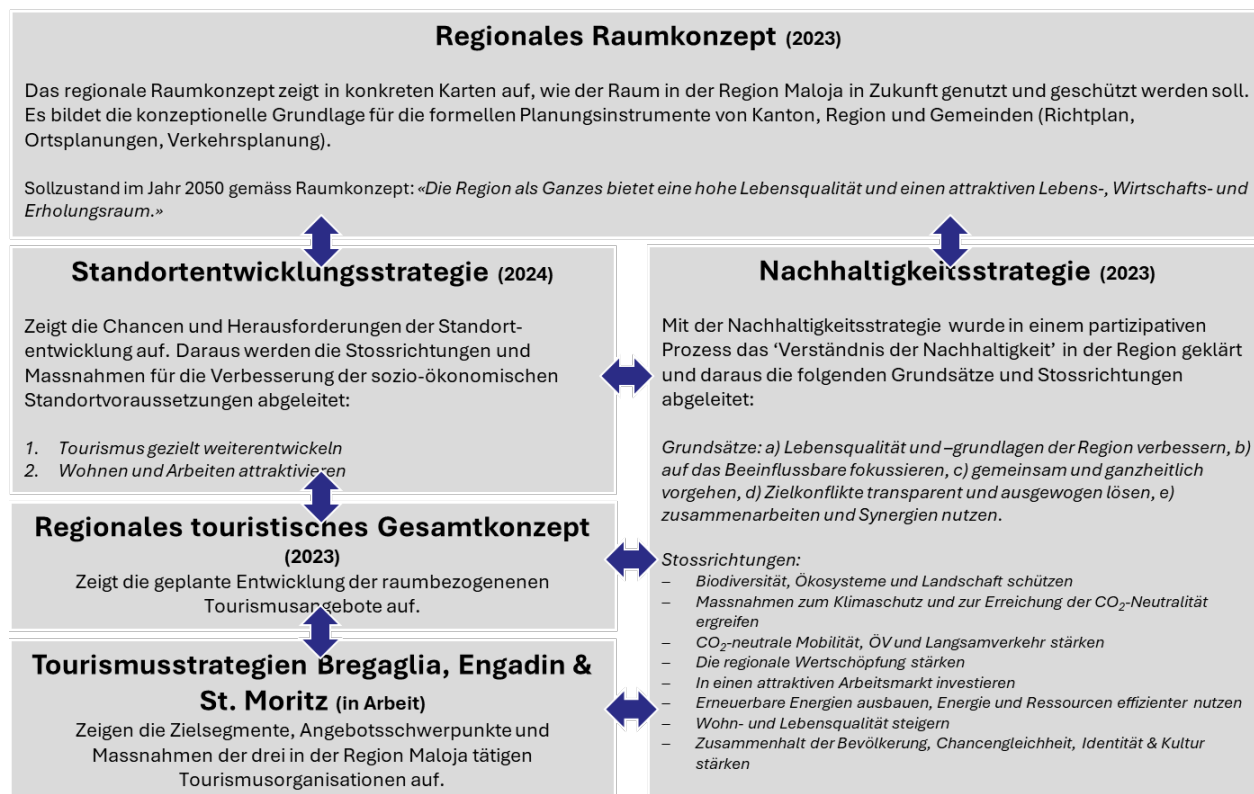 Regionales Raumkonzept (2023)
Das regionale Raumkonzept zeigt in konkreten Karten auf, wie der Raum in der Region Maloja in Zukunft genutzt und geschützt werden soll.
Es bildet die konzeptionelle Grundlage für die formellen Planungsinstrumente von Kanton, Region und Gemeinden (Richtplan,
Ortsplanungen, Verkehrsplanung).
Sollzustand im Jahr 2050 gemäss Raumkonzept: «Die Region als Ganzes bietet eine hohe Lebensqualität und einen attraktiven Lebens-, Wirtschafts- und
Erholungsraum.»
Standortentwicklungsstrategie (2024)
Zeigt die Chancen und Herausforderungen der Standort-
entwicklung auf. Daraus werden die Stossrichtungen und
Massnahmen für die Verbesserung der sozio-ökonomischen
Standortvoraussetzungen abgeleitet:
1. Tourismus gezielt weiterentwickeln
2. Wohnen und Arbeiten attraktivieren
Regionales touristisches Gesamtkonzept
(2023)
Zeigt die geplante Entwicklung der raumbezogenenen
Tourismusangebote auf.
Tourismusstrategien Bregaglia, Engadin &
St. Moritz (in Arbeit)
Zeigen die Zielsegmente, Angebotsschwerpunkte und
Massnahmen der drei in der Region Maloja tätigen
Tourismusorganisationen auf.
Nachhaltigkeitsstrategie (2023)
Mit der Nachhaltigkeitsstrategie wurde in einem partizipativen
Prozess das ‘Verständnis der Nachhaltigkeit’ in der Region geklärt
und daraus die folgenden Grundsätze und Stossrichtungen
abgeleitet:
Grundsätze: a) Lebensqualität und –grundlagen der Region verbessern, b)
auf das Beeinflussbare fokussieren, c) gemeinsam und ganzheitlich
vorgehen, d) Zielkonflikte transparent und ausgewogen lösen, e)
zusammenarbeiten und Synergien nutzen.
Stossrichtungen:
– Biodiversität, Ökosysteme und Landschaft schützen
– Massnahmen zum Klimaschutz und zur Erreichung der CO₂-Neutralität
ergreifen
– CO₂-neutrale Mobilität, ÖV und Langsamverkehr stärken
– Die regionale Wertschöpfung stärken
– In einen attraktiven Arbeitsmarkt investieren
– Erneuerbare Energien ausbauen, Energie und Ressourcen effizienter nutzen
– Wohn- und Lebensqualität steigern
– Zusammenhalt der Bevölkerung, Chancengleichheit, Identität & Kultur
stärken